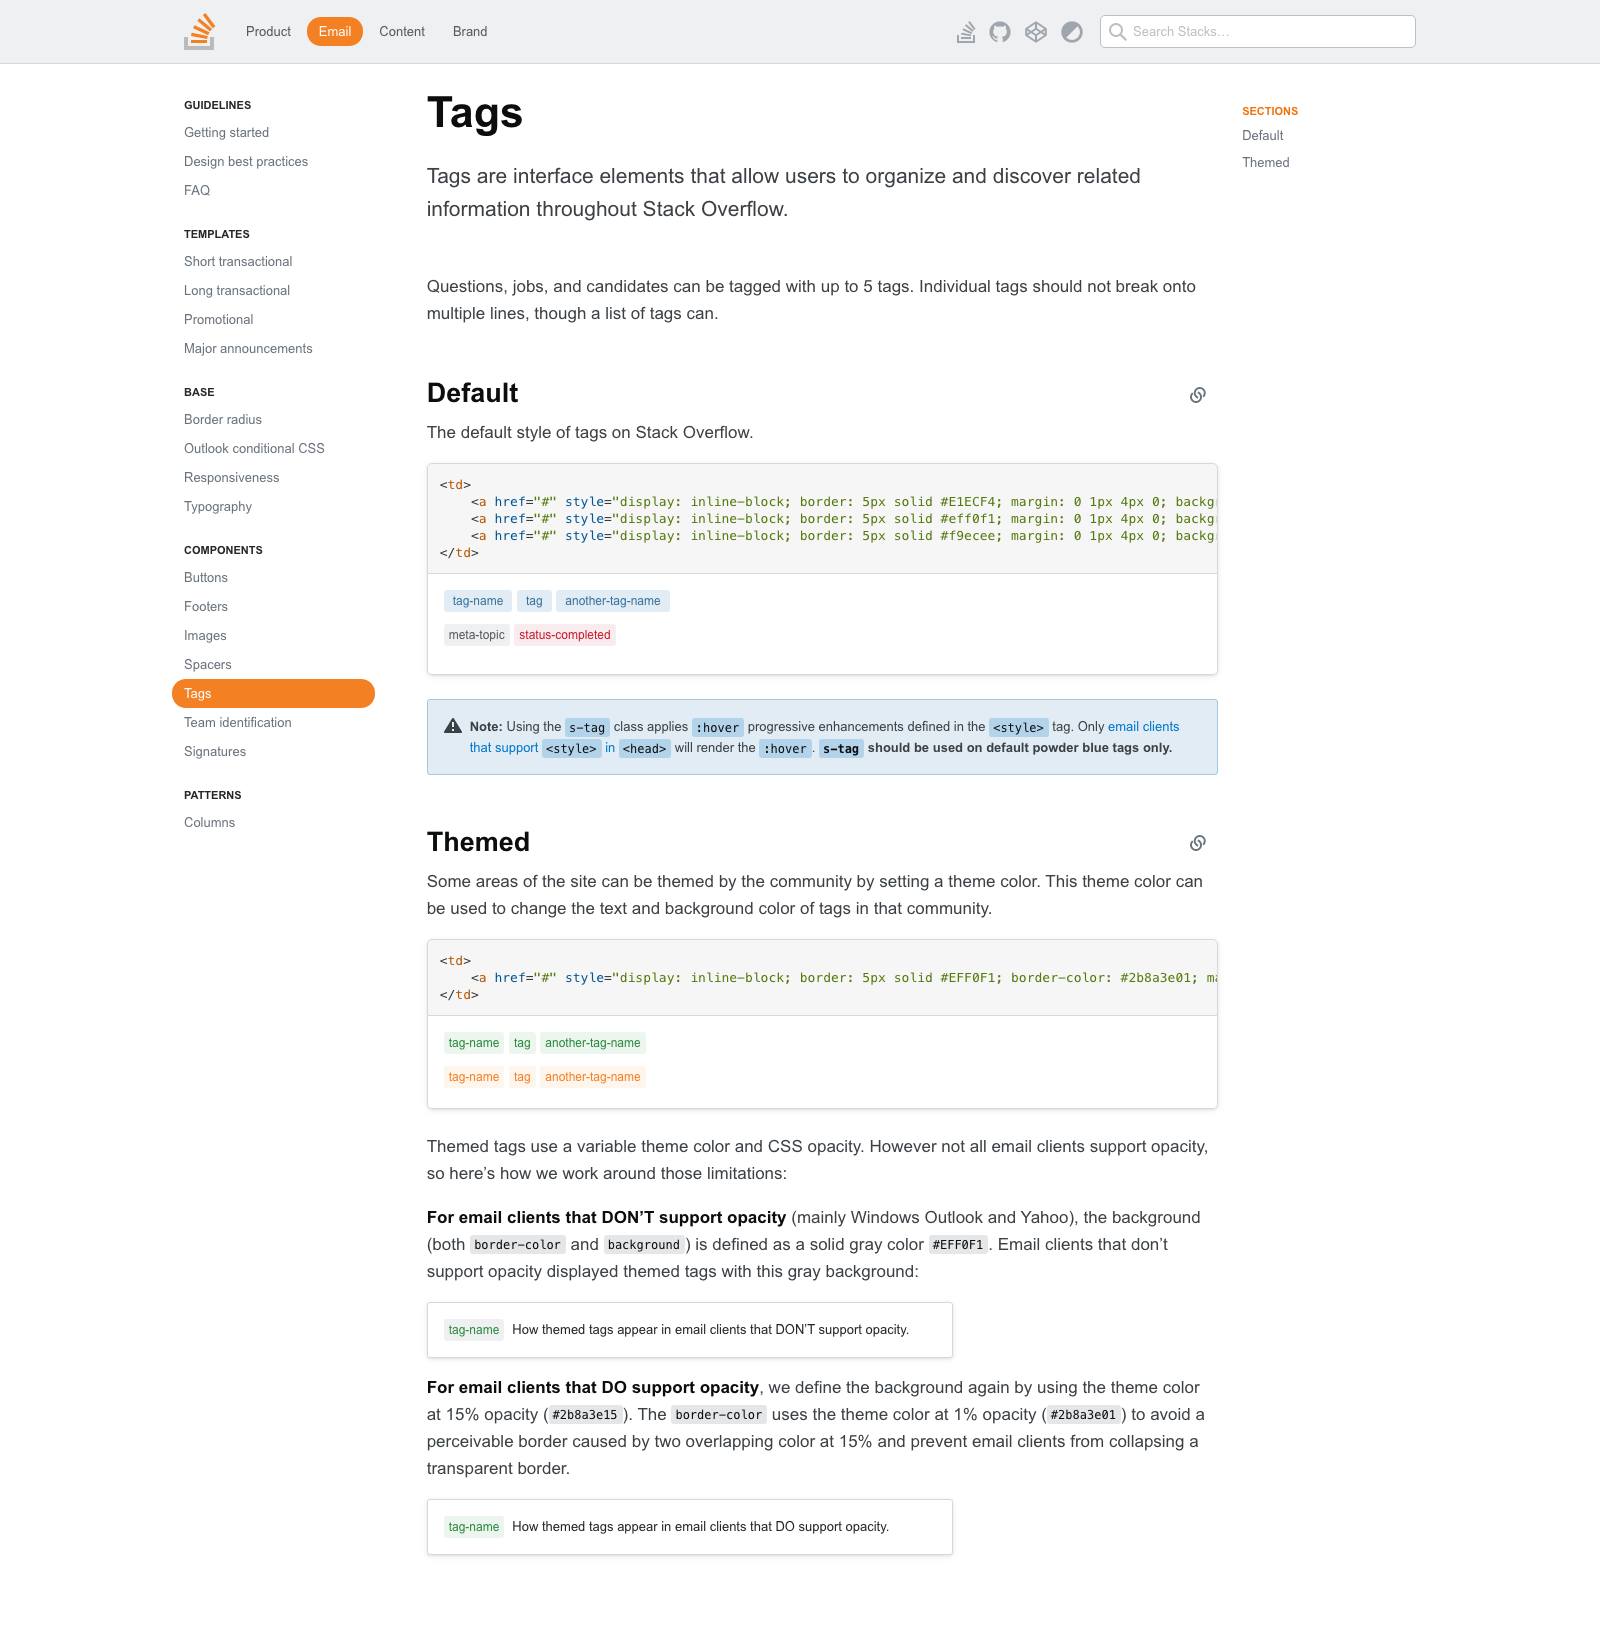 Product
Email
Content
Brand
Search Stacks…
GUIDELINES
Getting started
Design best practices
FAQ
TEMPLATES
Short transactional
Long transactional
Promotional
Major announcements
BASE
Border radius
Outlook conditional CSS
Responsiveness
Typography
COMPONENTS
Buttons
Footers
Images
Spacers
Tags
Team identification
Signatures
PATTERNS
Columns
Tags
Tags are interface elements that allow users to organize and discover related
information throughout Stack Overflow.
Questions, jobs, and candidates can be tagged with up to 5 tags. Individual tags should not break onto
multiple lines, though a list of tags can.
Default
The default style of tags on Stack Overflow.
<td>
<a href="#" style="display: inline-block; border: 5px solid #E1ECF4; margin: 0 1px 4px 0; backg
<a href="#" style="display: inline-block; border: 5px solid #eff0f1; margin: 0 1px 4px 0; backg
<a href="#" style="display: inline-block; border: 5px solid #f9ecee; margin: 0 1px 4px 0; backg
</td>
tag-name tag another-tag-name
meta-topic status-completed
Note: Using the s-tag class applies :hover progressive enhancements defined in the <style> tag. Only email clients
that support <style> in <head> will render the :hover. s-tag should be used on default powder blue tags only.
Themed
Some areas of the site can be themed by the community by setting a theme color. This theme color can
be used to change the text and background color of tags in that community.
<td>
<a href="#" style="display: inline-block; border: 5px solid #EFF0F1; border-color: #2b8a3e01; ma
</td>
tag-name tag another-tag-name
tag-name tag another-tag-name
Themed tags use a variable theme color and CSS opacity. However not all email clients support opacity,
so here’s how we work around those limitations:
For email clients that DON’T support opacity (mainly Windows Outlook and Yahoo), the background
(both border-color and background) is defined as a solid gray color #EFF0F1. Email clients that don’t
support opacity displayed themed tags with this gray background:
tag-name How themed tags appear in email clients that DON’T support opacity.
For email clients that DO support opacity, we define the background again by using the theme color
at 15% opacity (#2b8a3e15). The border-color uses the theme color at 1% opacity (#2b8a3e01) to avoid a
perceivable border caused by two overlapping color at 15% and prevent email clients from collapsing a
transparent border.
tag-name How themed tags appear in email clients that DO support opacity.
SECTIONS
Default
Themed